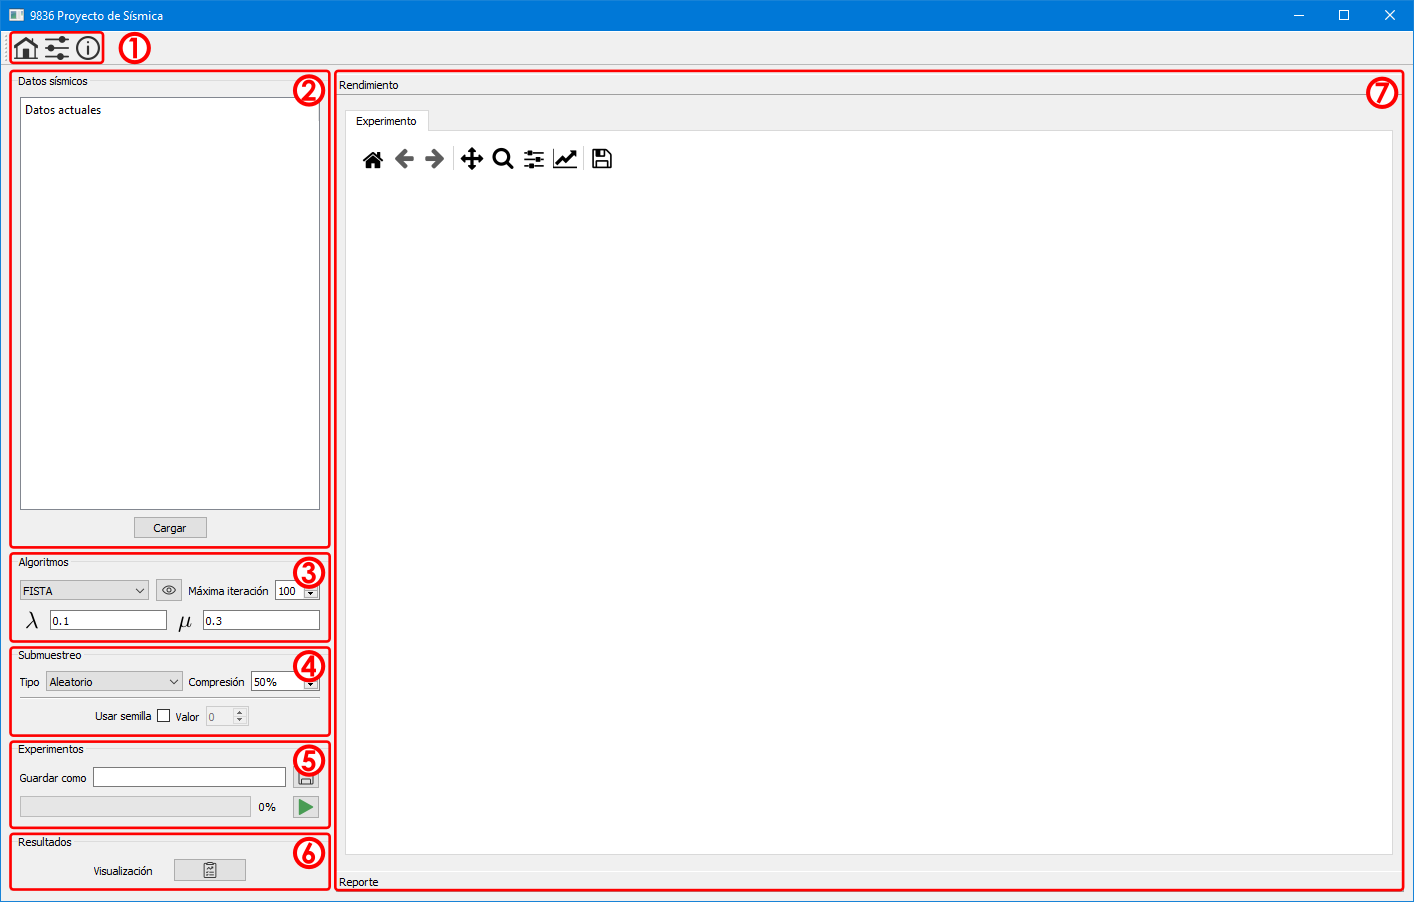 9836 Proyecto de Sísmica
1
Datos sísmicos
2
Datos actuales
Cargar
Algoritmos
3
FISTA
Máxima iteración
100
λ
0.1
μ
0.3
Submuestreo
4
Tipo
Aleatorio
Compresión
50%
Usar semilla
Valor
0
Experimentos
5
Guardar como
0%
Resultados
6
Visualización
Rendimiento
7
Experimento
Reporte